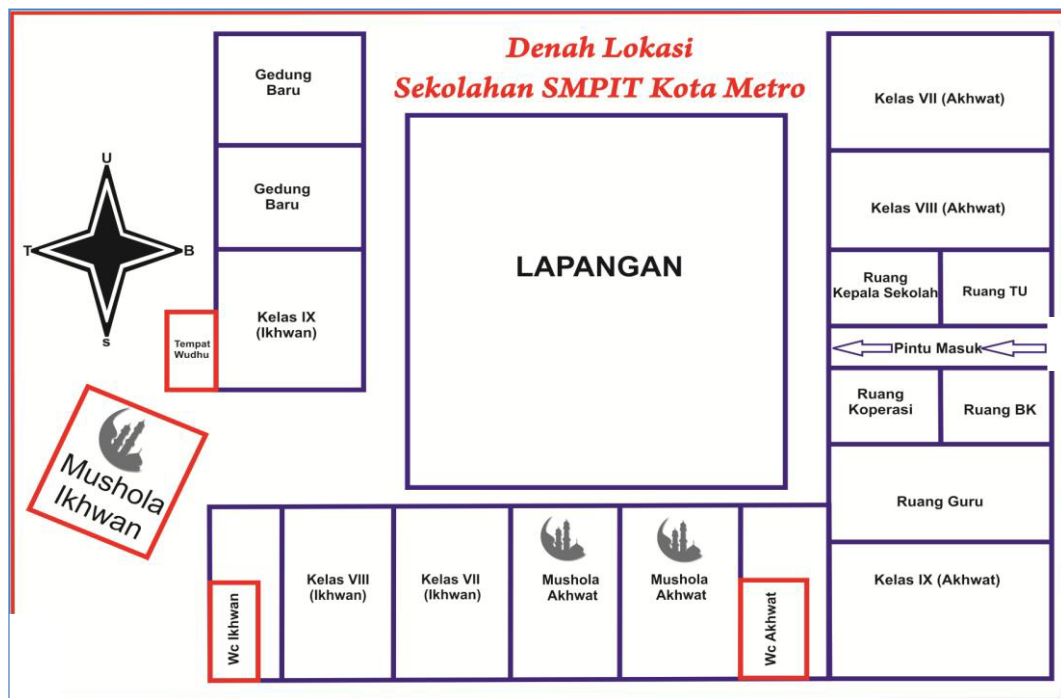 Denah Lokasi
Sekolahan SMPIT Kota Metro
Gedung
Baru
Gedung
Baru
Kelas IX
(Ikhwan)
Tempat
Wudhu
U
T
B
s
Mushola
Ikhwan
LAPANGAN
Kelas VII (Akhwat)
Kelas VIII (Akhwat)
Ruang
Kepala Sekolah
Ruang TU
Pintu Masuk
Ruang
Koperasi
Ruang BK
Ruang Guru
Kelas IX (Akhwat)
Wc Ikhwan
Kelas VIII
(Ikhwan)
Kelas VII
(Ikhwan)
Mushola
Akhwat
Mushola
Akhwat
Wc Akhwat